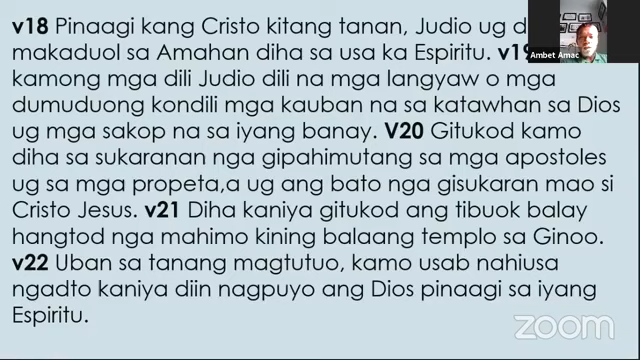 v18 Pinaagi kang Cristo kitang tanan, Judio ug d
makaduol sa Amahan diha sa usa ka Espiritu. v19
kamong mga dili Judio dili na mga langyaw o mga
dumuduong kondili mga kauban na sa katawhan sa Dios
ug mga sakop na sa iyang banay. V20 Gitukod kamo
diha sa sukaranan nga gipahimutang sa mga apostoles
ug sa mga propeta,a ug ang bato nga gisukaran mao si
Cristo Jesus. v21 Diha kaniya gitukod ang tibuok balay
hangtod nga mahimo kining balaang templo sa Ginoo.
v22 Uban sa tanang magtutuo, kamo usab nahiusa
ngadto kaniya diin nagpuyo ang Dios pinaagi sa iyang
Espiritu.
Ambet Amac
zoom